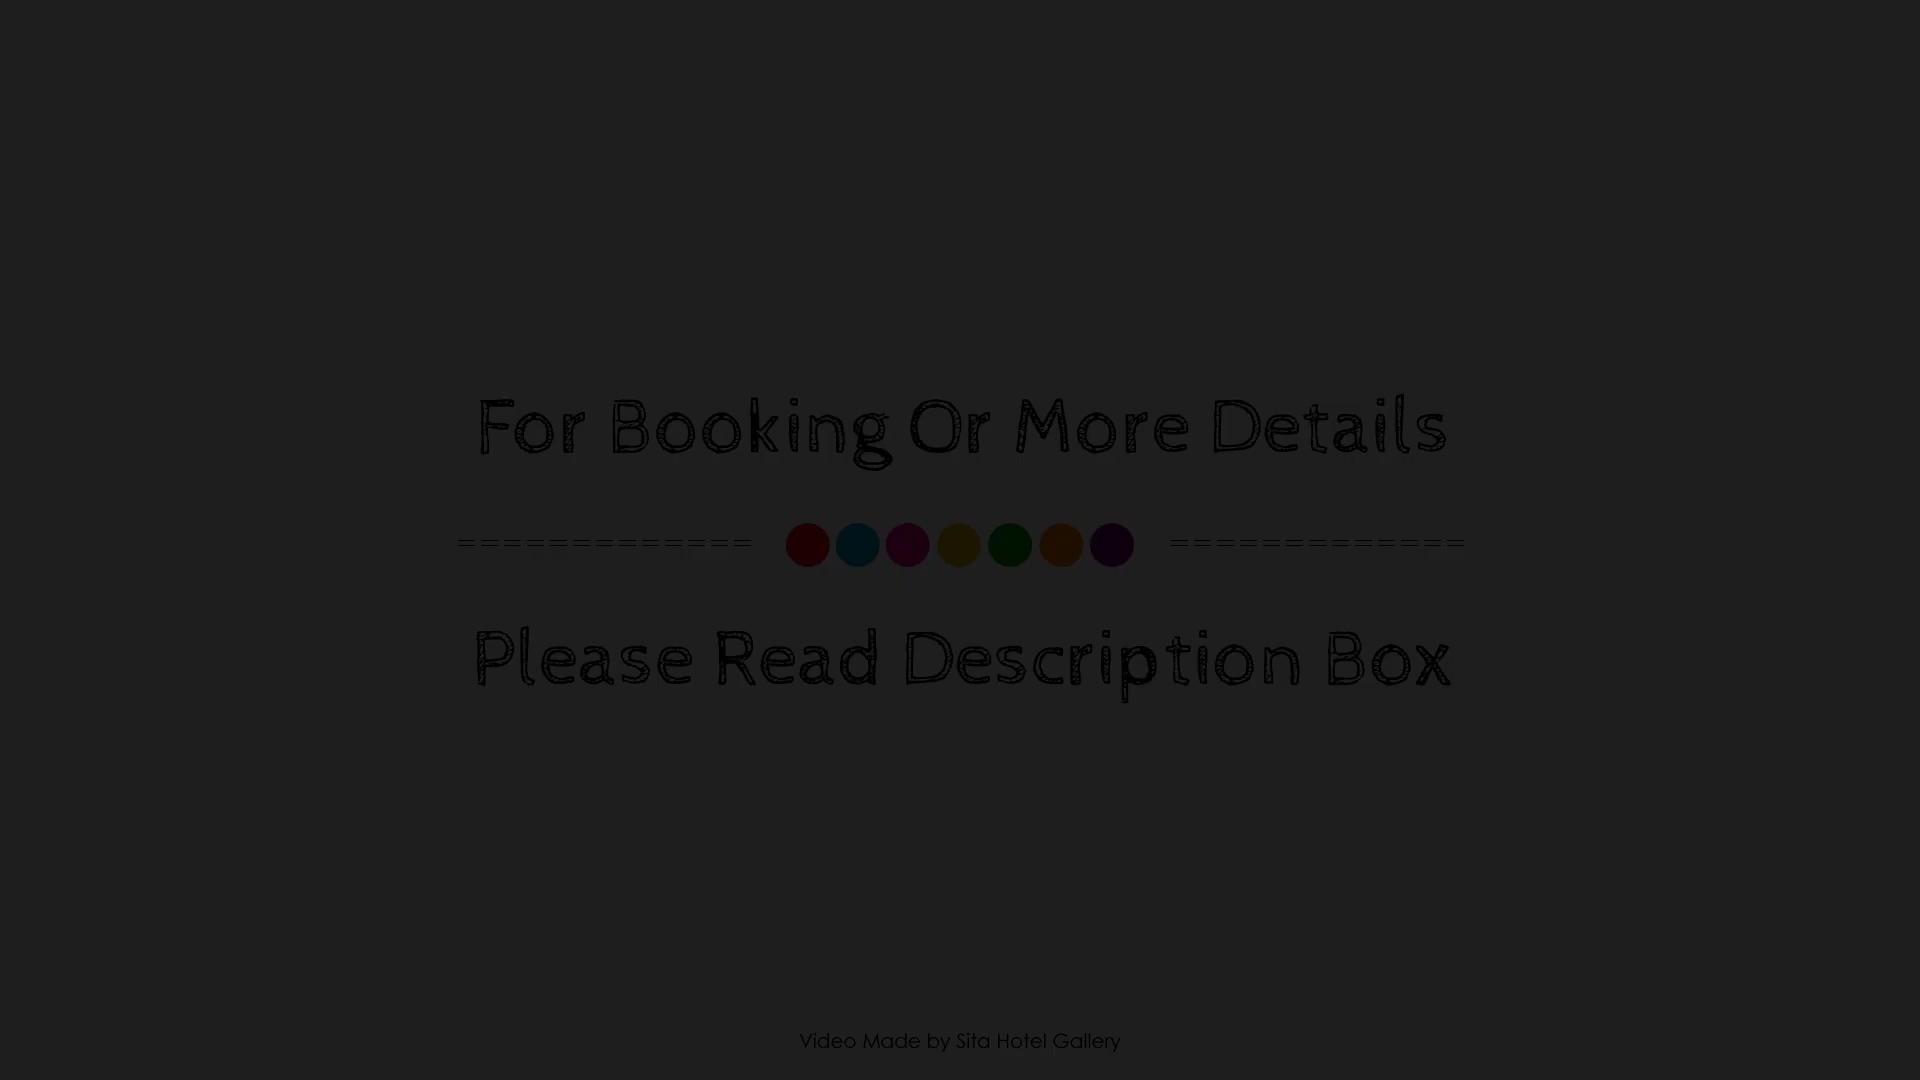 For Booking Or More Details
============= =============
Please Read Description Box
Video Made by Sita Hotel Gallery